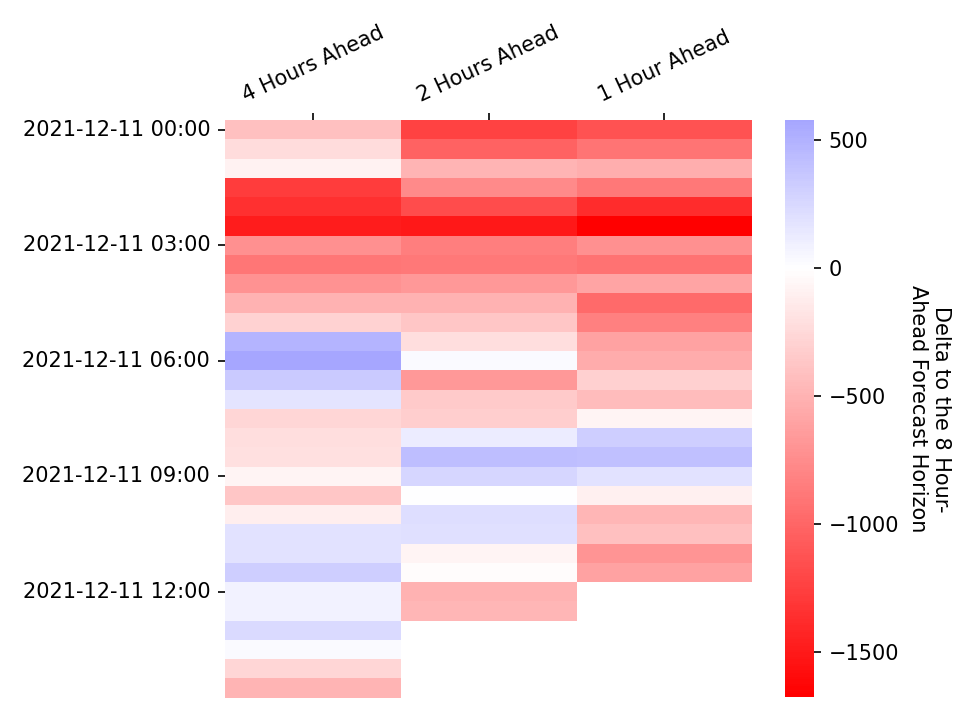 4 Hours Ahead
2 Hours Ahead
1 Hour Ahead
2021-12-11 00:00
2021-12-11 03:00
2021-12-11 06:00
2021-12-11 09:00
2021-12-11 12:00
500
0
−500
−1000
−1500
Delta to the 8 Hour-
Ahead Forecast Horizon